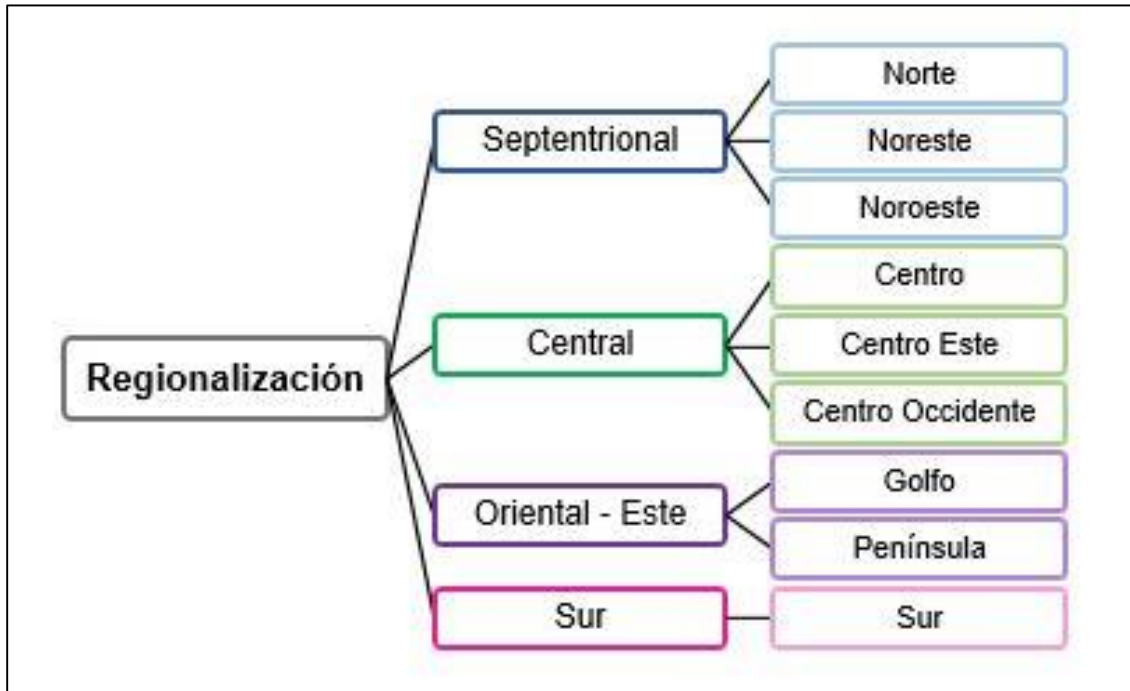 Regionalización
Septentrional
Norte
Noreste
Noroeste
Central
Centro
Centro Este
Centro Occidente
Oriental - Este
Golfo
Península
Sur
Sur